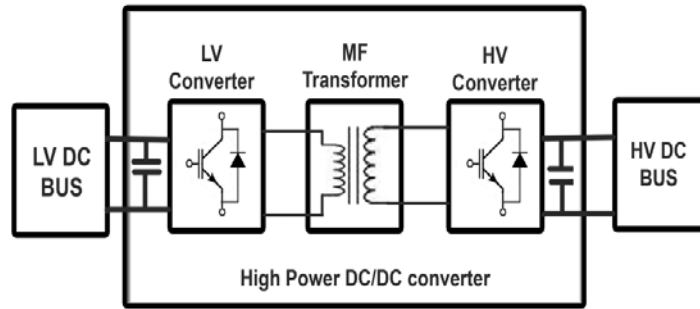 LV
Converter
MF
Transformer
HV
Converter
LV DC
BUS
HV DC
BUS
High Power DC/DC converter